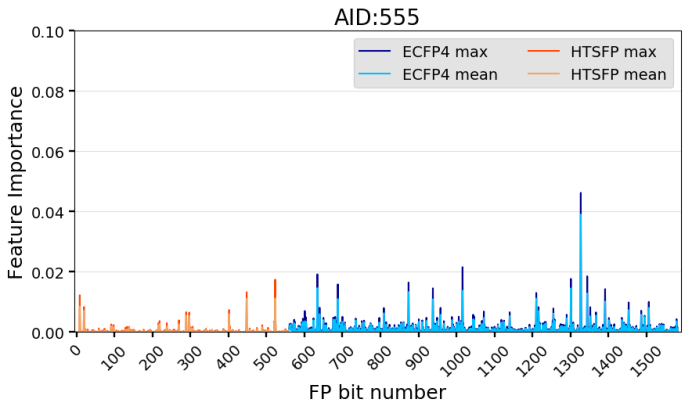 AID:555
ECFP4 max
ECFP4 mean
HTSFP max
HTSFP mean
Feature Importance
0.10
0.08
0.06
0.04
0.02
0.00
0 100 200 300 400 500 600 700 800 900 1000 1100 1200 1300 1400 1500
FP bit number